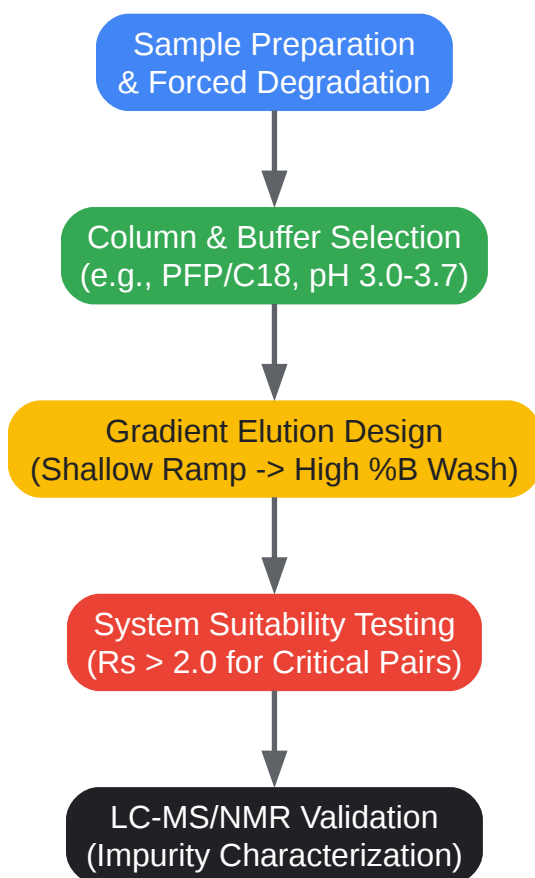 Sample Preparation
& Forced Degradation
Column & Buffer Selection
(e.g., PFP/C18, pH 3.0-3.7)
Gradient Elution Design
(Shallow Ramp -> High %B Wash)
System Suitability Testing
(Rs > 2.0 for Critical Pairs)
LC-MS/NMR Validation
(Impurity Characterization)